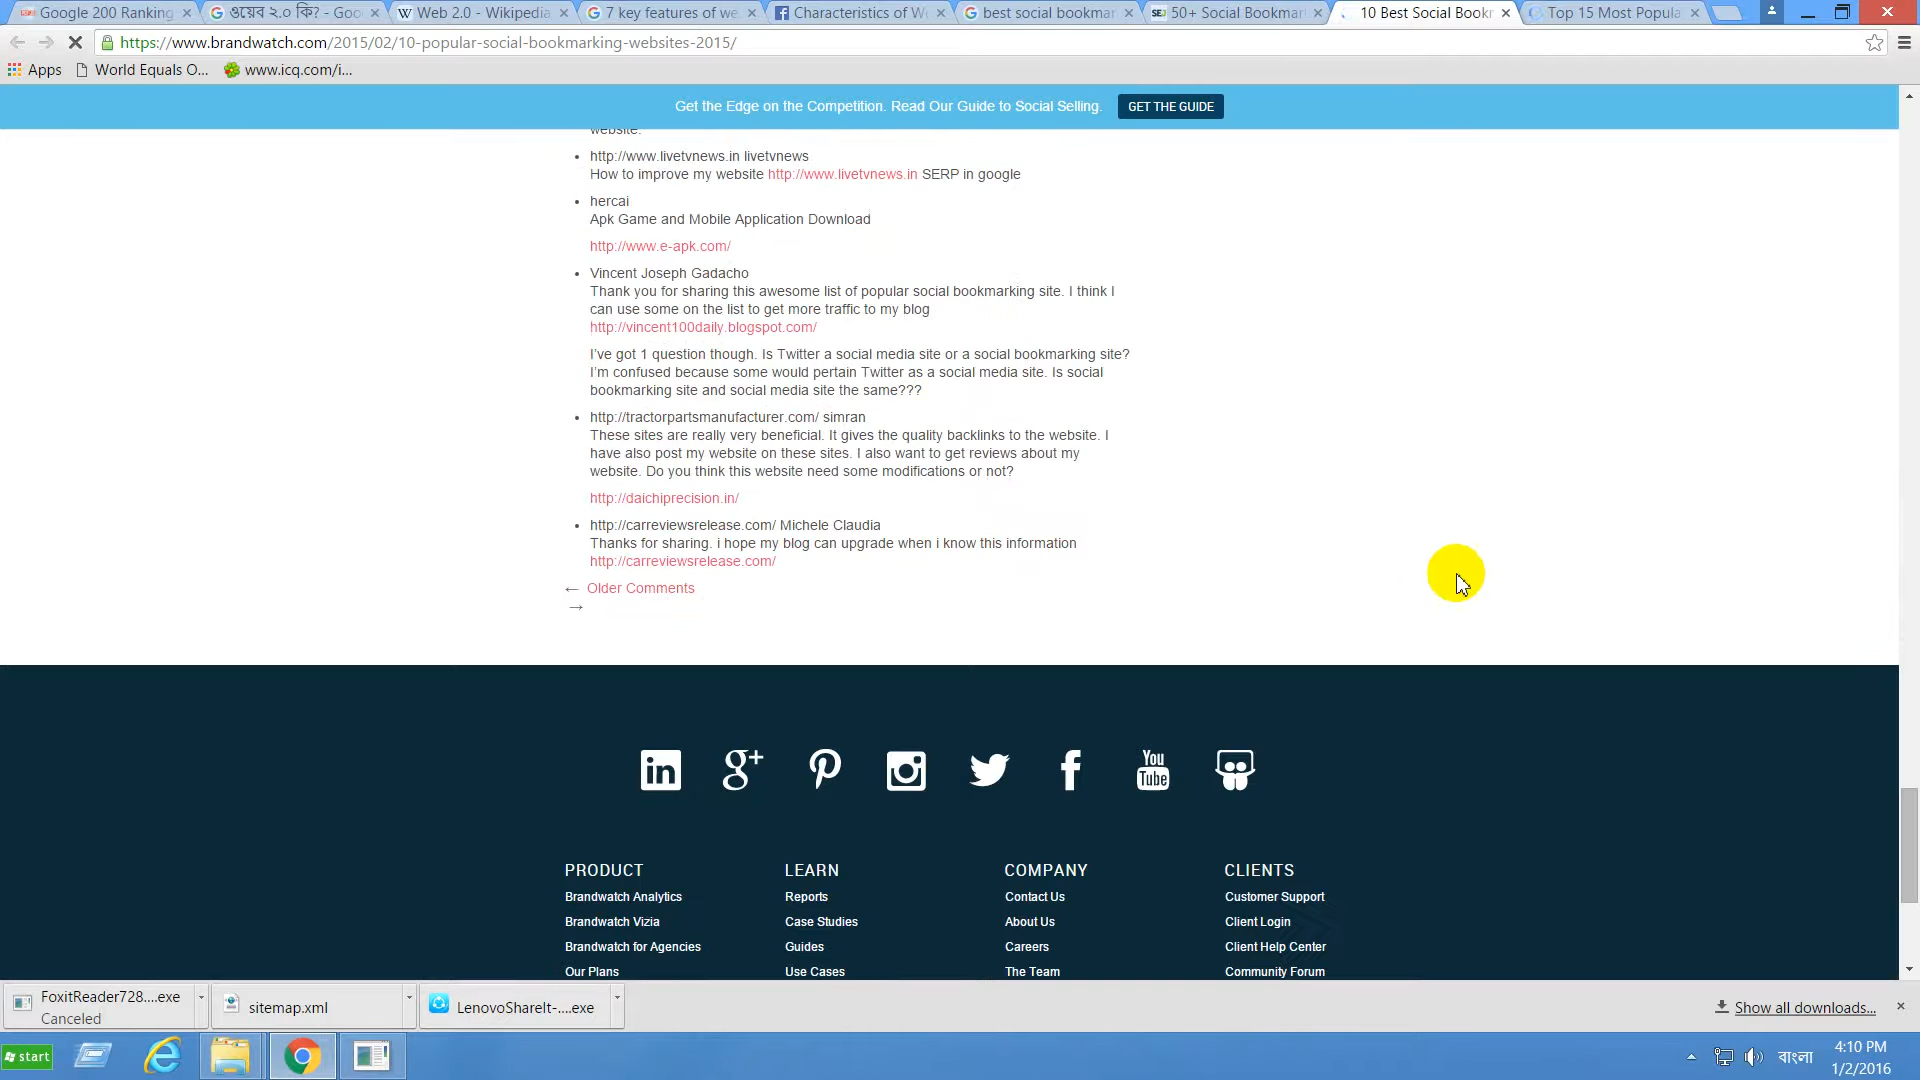 Google 200 Ranking
ওয়েব ২.০ কি? - Goo
Web 2.0 - Wikipedia
7 key features of we
Characteristics of We
best social bookmar
50+ Social Bookmar
10 Best Social Bookr
Top 15 Most Popula
https://www.brandwatch.com/2015/02/10-popular-social-bookmarking-websites-2015/
Apps
World Equals O...
www.icq.com/i...
Get the Edge on the Competition. Read Our Guide to Social Selling.
GET THE GUIDE
website.
http://www.livetvnews.in livetvnews
How to improve my website http://www.livetvnews.in SERP in google
hercai
Apk Game and Mobile Application Download
http://www.e-apk.com/
Vincent Joseph Gadacho
Thank you for sharing this awesome list of popular social bookmarking site. I think I
can use some on the list to get more traffic to my blog
http://vincent100daily.blogspot.com/
I've got 1 question though. Is Twitter a social media site or a social bookmarking site?
I'm confused because some would pertain Twitter as a social media site. Is social
bookmarking site and social media site the same???
http://tractorpartsmanufacturer.com/ simran
These sites are really very beneficial. It gives the quality backlinks to the website. I
have also post my website on these sites. I also want to get reviews about my
website. Do you think this website need some modifications or not?
http://daichiprecision.in/
http://carreviewsrelease.com/ Michele Claudia
Thanks for sharing. i hope my blog can upgrade when i know this information
http://carreviewsrelease.com/
← Older Comments
→
in g+ You Tube
PRODUCT
Brandwatch Analytics
Brandwatch Vizia
Brandwatch for Agencies
Our Plans
LEARN
Reports
Case Studies
Guides
Use Cases
COMPANY
Contact Us
About Us
Careers
The Team
CLIENTS
Customer Support
Client Login
Client Help Center
Community Forum
FoxitReader728....exe
Canceled
sitemap.xml
LenovoShareIt-....exe
Show all downloads...
start
বাংলা
4:10 PM
1/2/2016